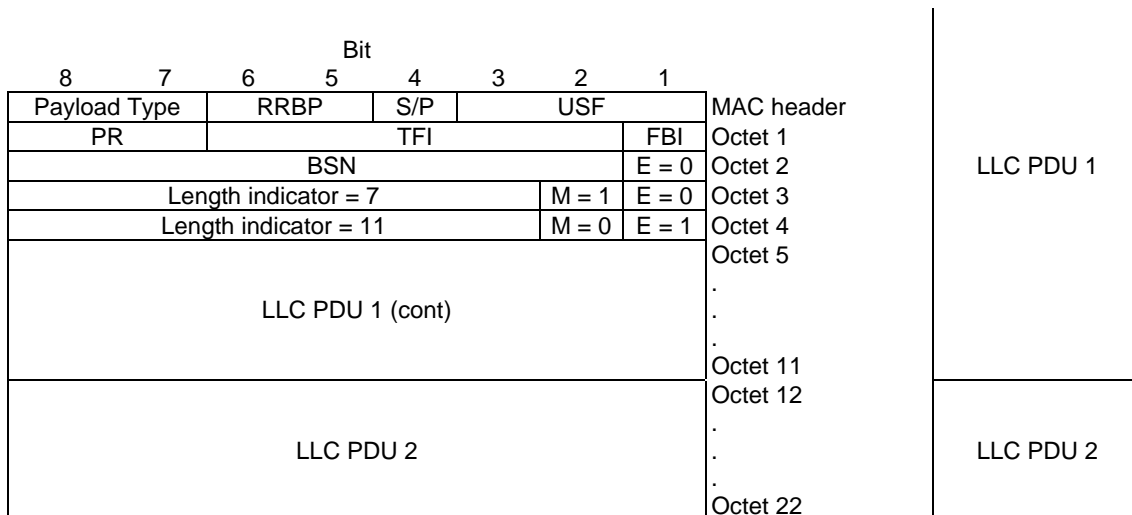 Bit
8 7 6 5 4 3 2 1
Payload Type RRBP S/P USF MAC header
PR TFI FBI Octet 1
BSN E = 0 Octet 2 LLC PDU 1
Length indicator = 7 M = 1 E = 0 Octet 3
Length indicator = 11 M = 0 E = 1 Octet 4
Octet 5
.
LLC PDU 1 (cont) .
.
Octet 11
Octet 12
.
LLC PDU 2 . LLC PDU 2
.
Octet 22